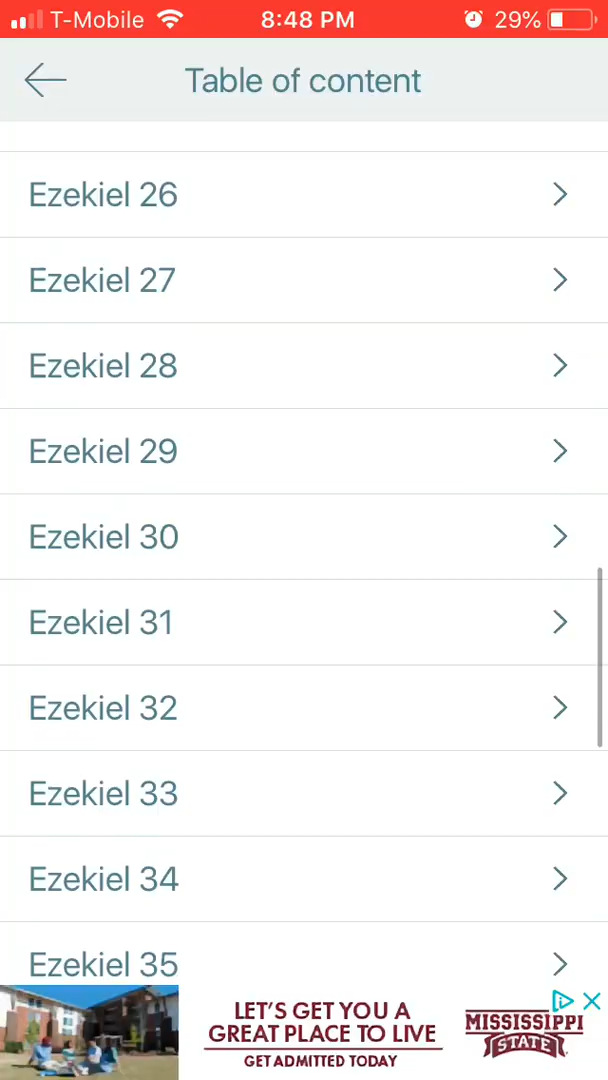 T-Mobile 8:48 PM 29%
Table of content
Ezekiel 26
Ezekiel 27
Ezekiel 28
Ezekiel 29
Ezekiel 30
Ezekiel 31
Ezekiel 32
Ezekiel 33
Ezekiel 34
Ezekiel 35
LET'S GET YOU A
GREAT PLACE TO LIVE
GET ADMITTED TODAY
MISSISSIPPI
STATE